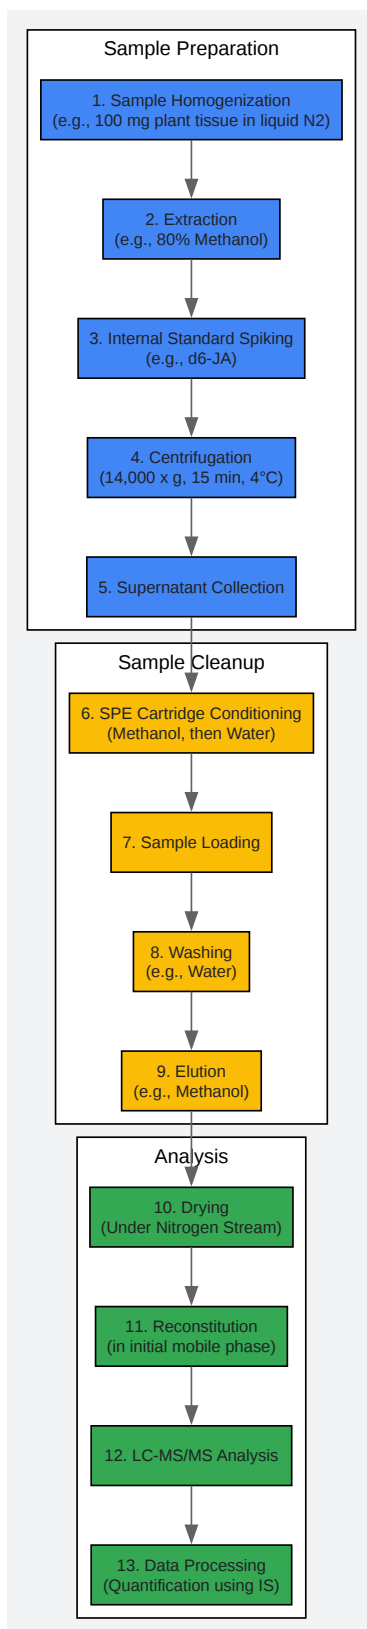 Sample Preparation
1. Sample Homogenization
(e.g., 100 mg plant tissue in liquid N2)
2. Extraction
(e.g., 80% Methanol)
3. Internal Standard Spiking
(e.g., d6-JA)
4. Centrifugation
(14,000 x g, 15 min, 4°C)
5. Supernatant Collection
Sample Cleanup
6. SPE Cartridge Conditioning
(Methanol, then Water)
7. Sample Loading
8. Washing
(e.g., Water)
9. Elution
(e.g., Methanol)
Analysis
10. Drying
(Under Nitrogen Stream)
11. Reconstitution
(in initial mobile phase)
12. LC-MS/MS Analysis
13. Data Processing
(Quantification using IS)